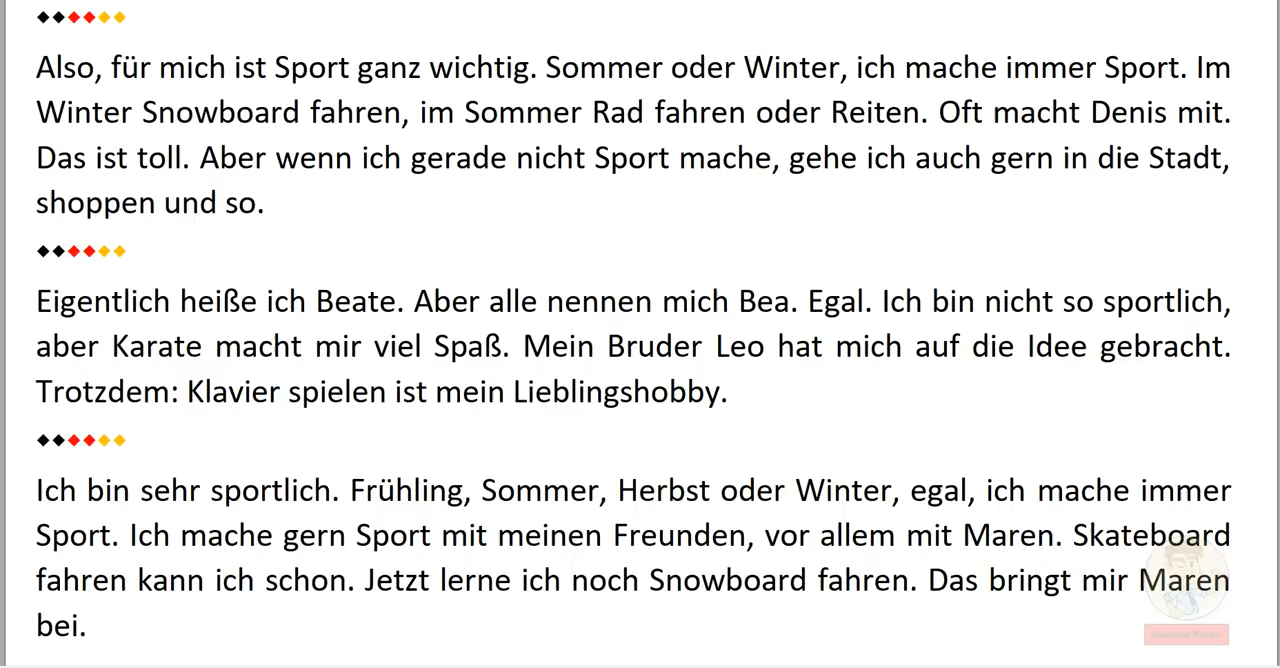 Also, für mich ist Sport ganz wichtig. Sommer oder Winter, ich mache immer Sport. Im
Winter Snowboard fahren, im Sommer Rad fahren oder Reiten. Oft macht Denis mit.
Das ist toll. Aber wenn ich gerade nicht Sport mache, gehe ich auch gern in die Stadt,
shoppen und so.
Eigentlich heiße ich Beate. Aber alle nennen mich Bea. Egal. Ich bin nicht so sportlich,
aber Karate macht mir viel Spaß. Mein Bruder Leo hat mich auf die Idee gebracht.
Trotzdem: Klavier spielen ist mein Lieblingshobby.
Ich bin sehr sportlich. Frühling, Sommer, Herbst oder Winter, egal, ich mache immer
Sport. Ich mache gern Sport mit meinen Freunden, vor allem mit Maren. Skateboard
fahren kann ich schon. Jetzt lerne ich noch Snowboard fahren. Das bringt mir Maren
bei.